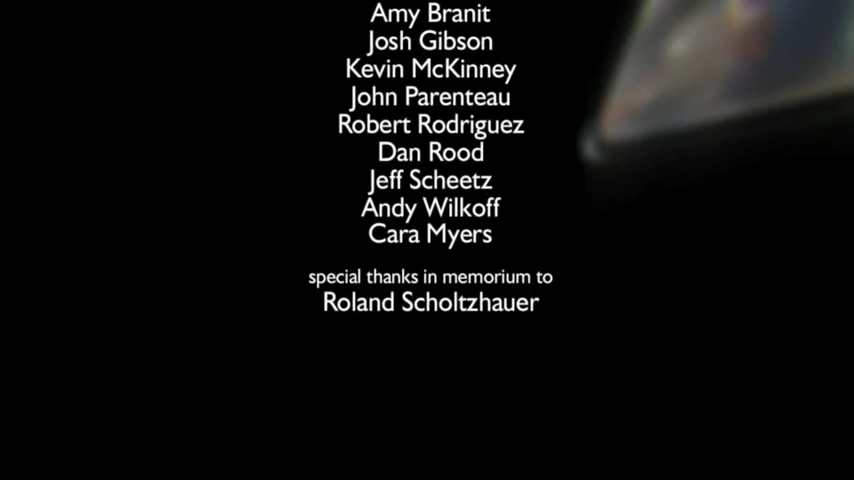 Amy Branit
Josh Gibson
Kevin McKinney
John Parenteau
Robert Rodriguez
Dan Rood
Jeff Scheetz
Andy Wilkoff
Cara Myers
special thanks in memorium to
Roland Scholtzhauer